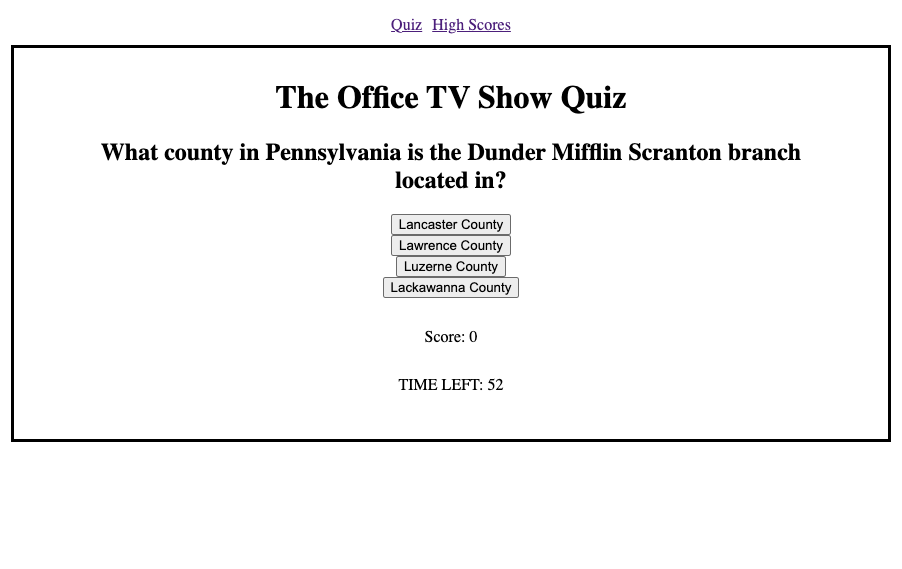 Quiz High Scores
The Office TV Show Quiz
What county in Pennsylvania is the Dunder Mifflin Scranton branch
located in?
Lancaster County
Lawrence County
Luzerne County
Lackawanna County
Score: 0
TIME LEFT: 52